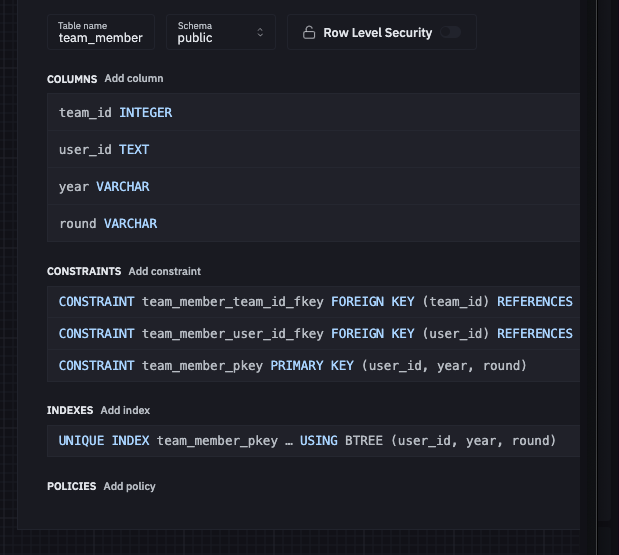 Table name
team_member
Schema
public
Row Level Security
COLUMNS Add column
team_id INTEGER
user_id TEXT
year VARCHAR
round VARCHAR
CONSTRAINTS Add constraint
CONSTRAINT team_member_team_id_fkey FOREIGN KEY (team_id) REFERENCES
CONSTRAINT team_member_user_id_fkey FOREIGN KEY (user_id) REFERENCES
CONSTRAINT team_member_pkey PRIMARY KEY (user_id, year, round)
INDEXES Add index
UNIQUE INDEX team_member_pkey … USING BTREE (user_id, year, round)
POLICIES Add policy